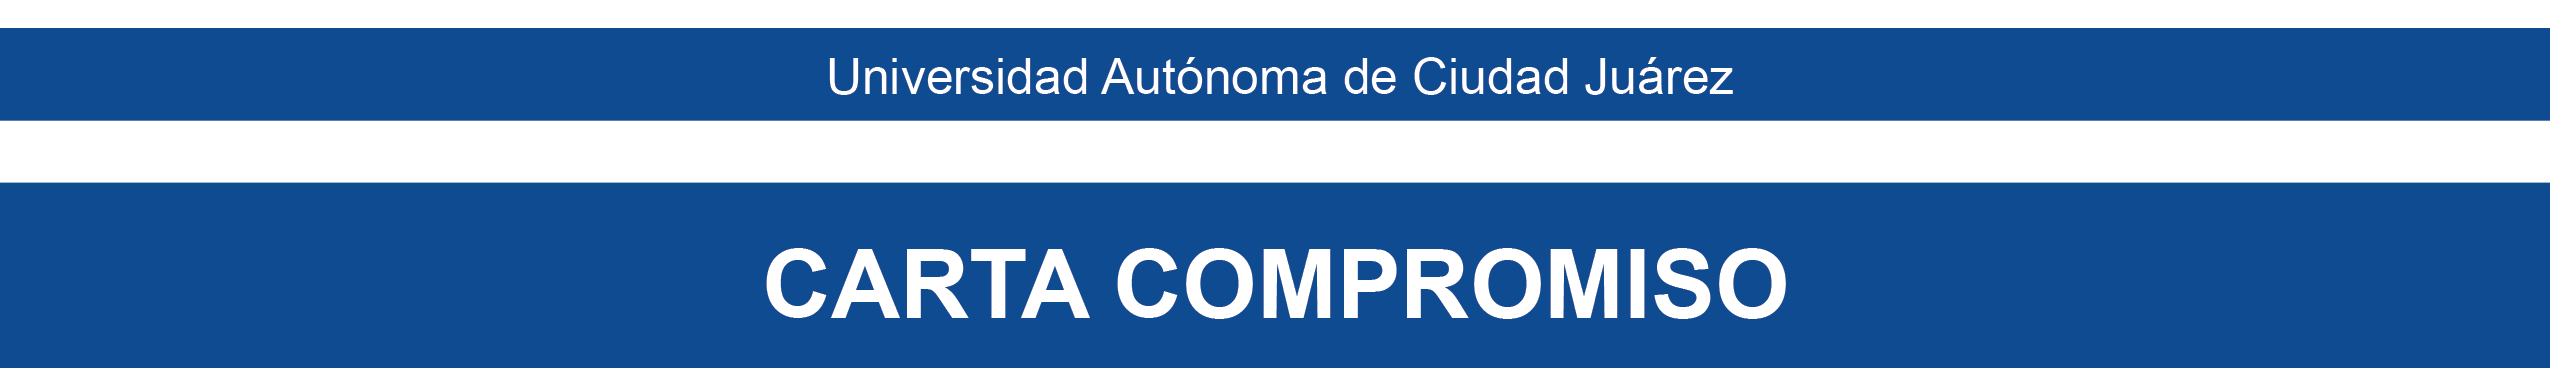 Universidad Autónoma de Ciudad Juárez
CARTA COMPROMISO